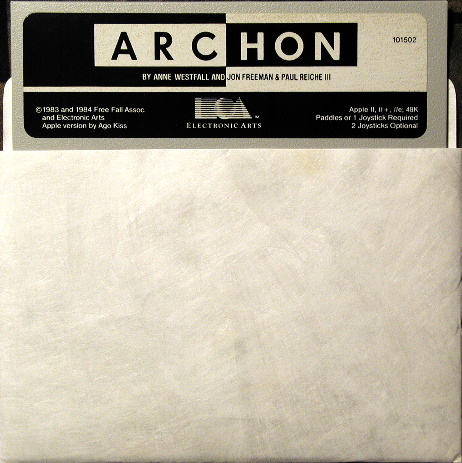 ARCHON
101502
BY ANNE WESTFALL AND JON FREEMAN & PAUL REICHE III
©1983 and 1984 Free Fall Assoc.
and Electronic Arts
Apple version by Ago Kiss
ELECTRONIC ARTS™
Apple II, II +, //e; 48K
Paddles or 1 Joystick Required
2 Joysticks Optional